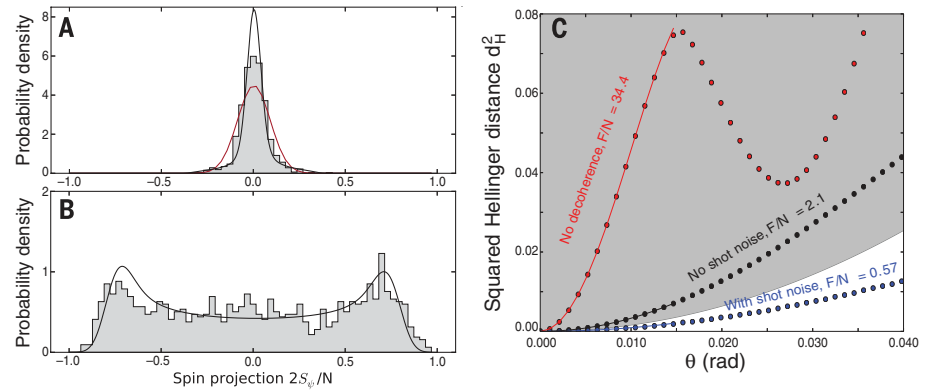 A
Probability density
8
6
4
2
0
−1.0
−0.5
0.0
0.5
1.0
B
Probability density
2
1
0
−1.0
−0.5
0.0
0.5
1.0
Spin projection 2Sψ/N
C
Squared Hellinger distance d²H
0.08
0.06
0.04
0.02
0.00
0.000
0.010
0.020
0.030
0.040
θ (rad)
No decoherence, F/N = 34.4
No shot noise, F/N = 2.1
With shot noise, F/N = 0.57